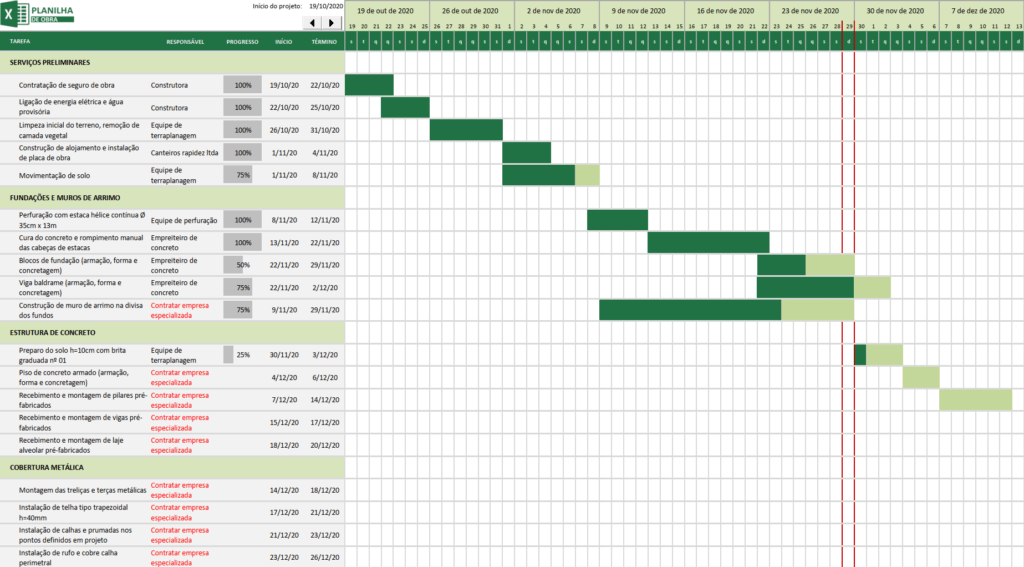 PLANILHA
DE OBRA
Início do projeto: 19/10/2020
19 de out de 2020 26 de out de 2020 2 de nov de 2020 9 de nov de 2020 16 de nov de 2020 23 de nov de 2020 30 de nov de 2020 7 de dez de 2020
19 20 21 22 23 24 25 26 27 28 29 30 31 1 2 3 4 5 6 7 8 9 10 11 12 13 14 15 16 17 18 19 20 21 22 23 24 25 26 27 28 29 30 1 2 3 4 5 6 7 8 9 10 11 12 13
TAREFA RESPONSÁVEL PROGRESSO INÍCIO TÉRMINO s t q q s s d s t q q s s d s t q q s s d s t q q s s d s t q q s s d s t q q s s d s t q q s s d s t q q s s d
SERVIÇOS PRELIMINARES
Contratação de seguro de obra Construtora 100% 19/10/20 22/10/20
Ligação de energia elétrica e água
provisória Construtora 100% 22/10/20 25/10/20
Limpeza inicial do terreno, remoção de Equipe de
camada vegetal terraplanagem 100% 26/10/20 31/10/20
Construção de alojamento e instalação
de placa de obra Canteiros rapidez ltda 100% 1/11/20 4/11/20
Movimentação de solo Equipe de
terraplanagem 75% 1/11/20 8/11/20
FUNDAÇÕES E MUROS DE ARRIMO
Perfuração com estaca hélice contínua Ø
35cm x 13m Equipe de perfuração 100% 8/11/20 12/11/20
Cura do concreto e rompimento manual Empreiteiro de
das cabeças de estacas concreto 100% 13/11/20 22/11/20
Blocos de fundação (armação, forma e Empreiteiro de
concretagem) concreto 50% 22/11/20 29/11/20
Viga baldrame (armação, forma e Empreiteiro de
concretagem) concreto 75% 22/11/20 2/12/20
Construção de muro de arrimo na divisa Contratar empresa
dos fundos especializada 75% 9/11/20 29/11/20
ESTRUTURA DE CONCRETO
Preparo do solo h=10cm com brita Equipe de
graduada nº 01 terraplanagem 25% 30/11/20 3/12/20
Piso de concreto armado (armação, Contratar empresa
forma e concretagem) especializada 4/12/20 6/12/20
Recebimento e montagem de pilares pré- Contratar empresa
fabricados especializada 7/12/20 14/12/20
Recebimento e montagem de vigas pré- Contratar empresa
fabricados especializada 15/12/20 17/12/20
Recebimento e montagem de laje Contratar empresa
alveolar pré-fabricados especializada 18/12/20 20/12/20
COBERTURA METÁLICA
Montagem das treliças e terças metálicas Contratar empresa
especializada 14/12/20 18/12/20
Instalação de telha tipo trapezoidal Contratar empresa
h=40mm especializada 17/12/20 21/12/20
Instalação de calhas e prumadas nos Contratar empresa
pontos definidos em projeto especializada 21/12/20 23/12/20
Instalação de rufo e cobre calha Contratar empresa
perimetral especializada 23/12/20 26/12/20